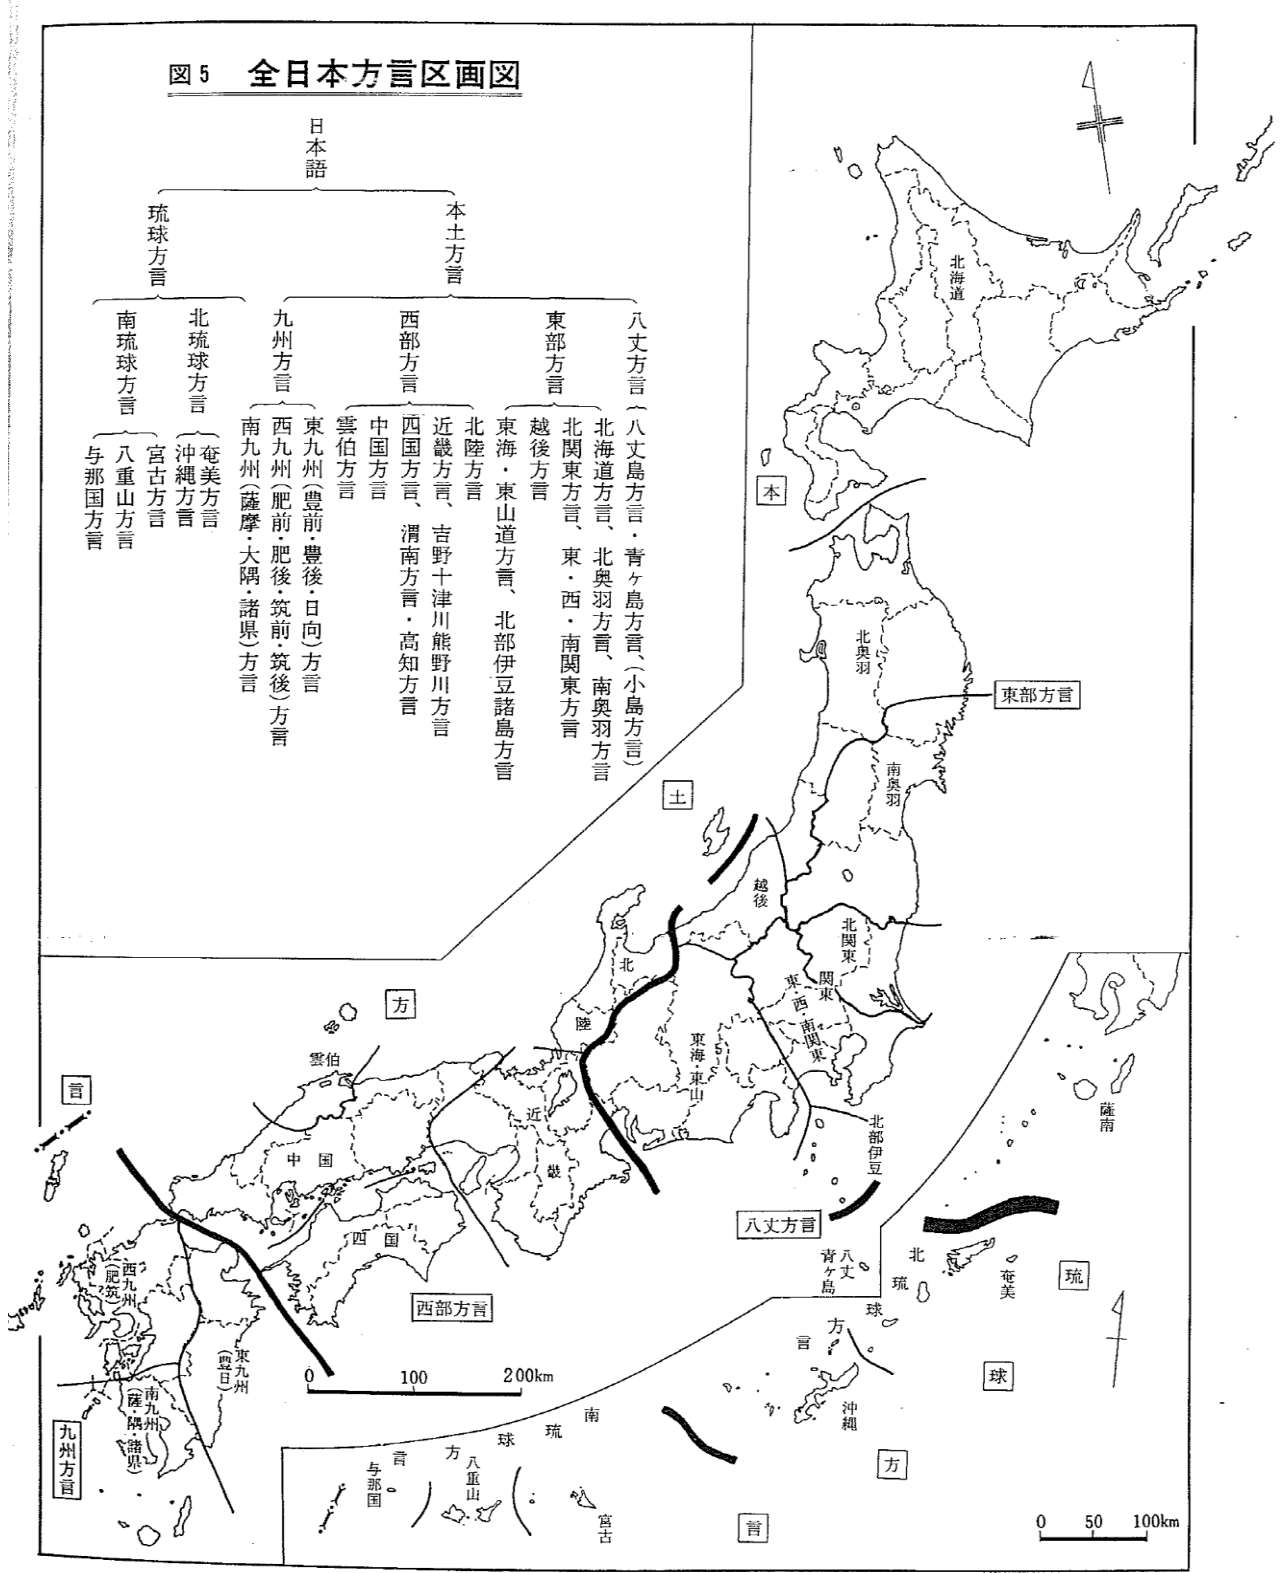 図5 全日本方言区画図
日本語
本土方言
琉球方言
八丈方言
東部方言
西部方言
九州方言
北琉球方言
南琉球方言
八丈島方言・青ヶ島方言、(小島方言)
北海道方言、北奥羽方言、南奥羽方言
北関東方言、東・西・南関東方言
越後方言
東海・東山道方言、北部伊豆諸島方言
北陸方言
近畿方言、吉野十津川熊野川方言
四国方言、渭南方言・高知方言
中国方言
雲伯方言
東九州(豊前・豊後・日向)方言
西九州(肥前・肥後・筑前・筑後)方言
南九州(薩摩・大隅・諸県)方言
奄美方言
沖縄方言
宮古方言
八重山方言
与那国方言
北海道
本
北奥羽
東部方言
南奥羽
土
越後
北関東
関東
東・西・南関東
北
陸
東海・東山
方
雲伯
言
近
畿
中国
四国
北部伊豆
八丈方言
八丈
青ヶ島
西部方言
西九州
(肥筑)
東九州
(豊日)
南九州
(薩・隅・諸県)
九州方言
0 100 200km
薩南
奄美
琉
北
琉
球
方
言
球
沖縄
方
南
琉
球
方
言
与那国
八重山
宮古
言
0 50 100km